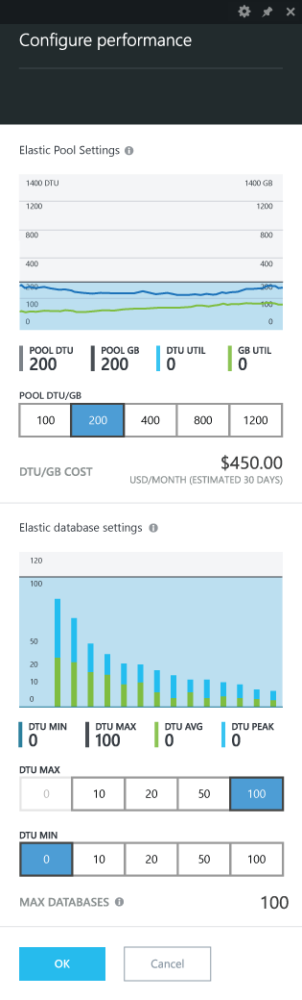 Configure performance
Elastic Pool Settings
1400 DTU 1400 GB
1200 1200
800 800
400 400
200 200
100 100
0 0
POOL DTU POOL GB DTU UTIL GB UTIL
200 200 0 0
POOL DTU/GB
100 200 400 800 1200
DTU/GB COST $450.00
USD/MONTH (ESTIMATED 30 DAYS)
Elastic database settings
120
100
50
20
10
0
DTU MIN DTU MAX DTU AVG DTU PEAK
0 100 0 0
DTU MAX
0 10 20 50 100
DTU MIN
0 10 20 50 100
MAX DATABASES 100
OK Cancel